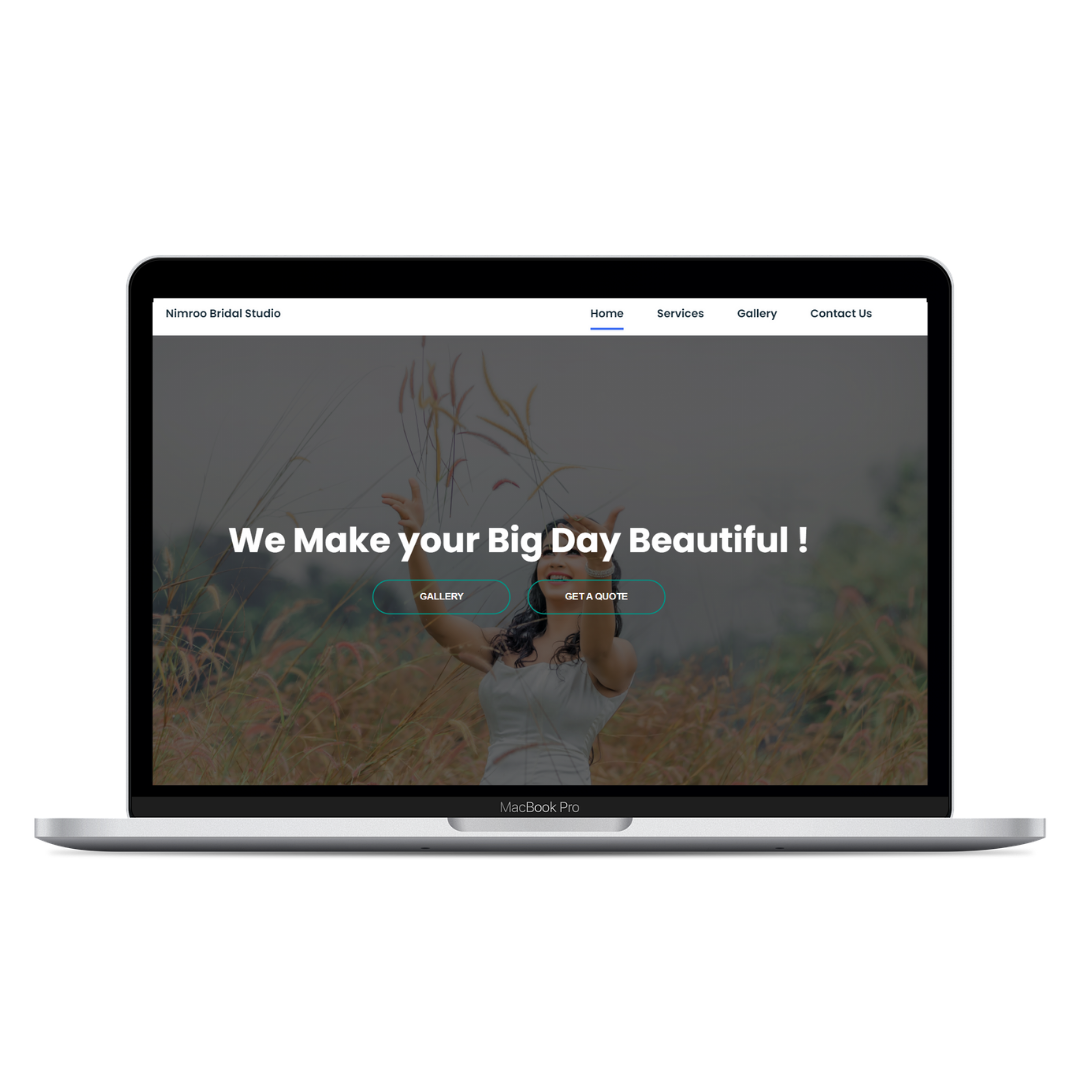 Nimroo Bridal Studio Home Services Gallery Contact Us
We Make your Big Day Beautiful !
GALLERY GET A QUOTE
MacBook Pro